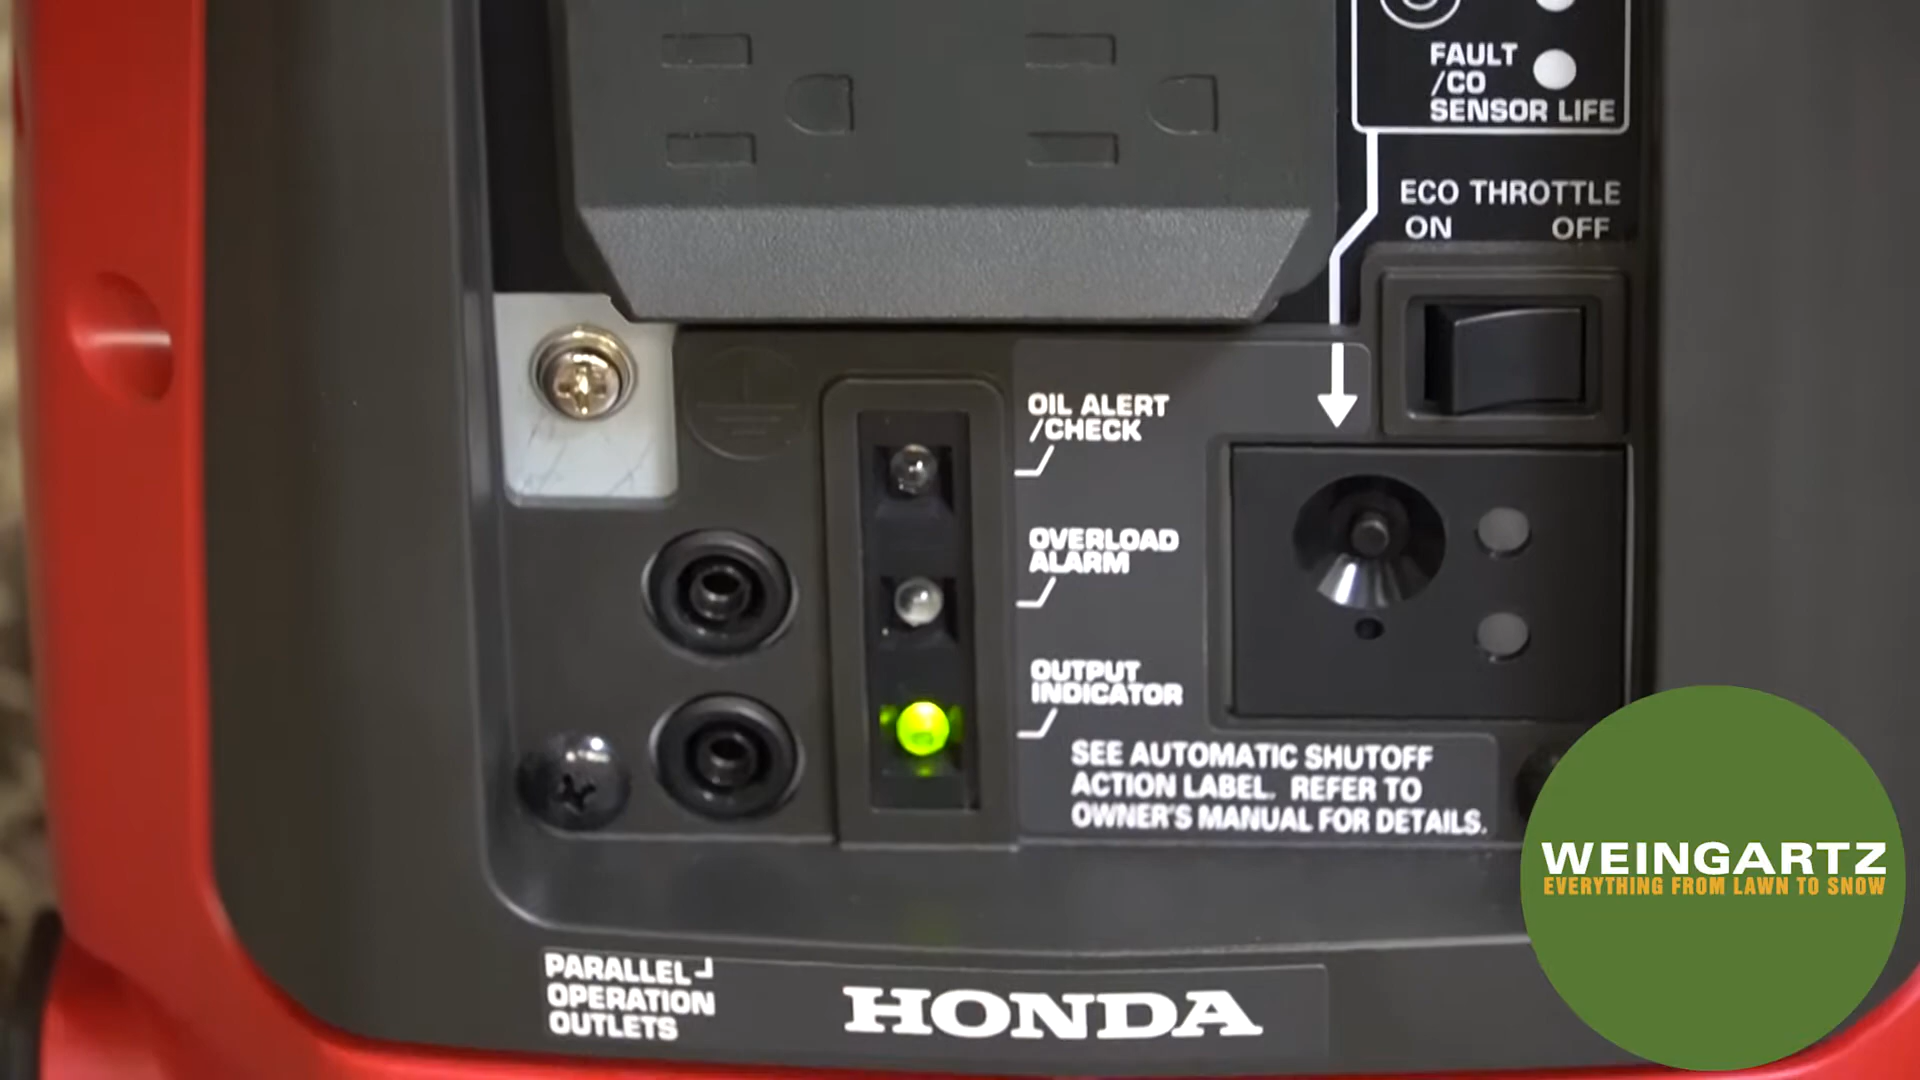 FAULT
/CO
SENSOR LIFE
ECO THROTTLE
ON OFF
OIL ALERT
/CHECK
OVERLOAD
ALARM
OUTPUT
INDICATOR
SEE AUTOMATIC SHUTOFF
ACTION LABEL. REFER TO
OWNER'S MANUAL FOR DETAILS.
PARALLEL
OPERATION
OUTLETS
HONDA
WEINGARTZ
EVERYTHING FROM LAWN TO SNOW